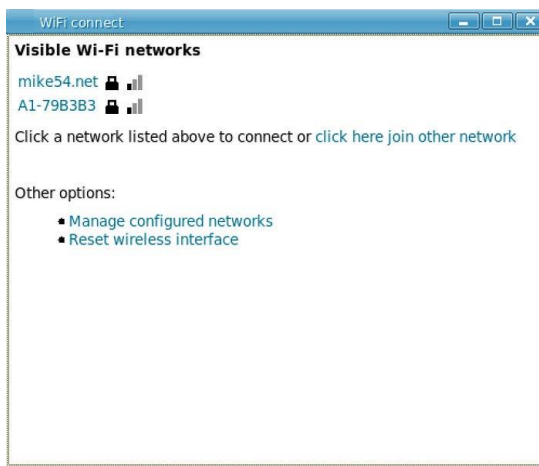 WiFi connect
Visible Wi-Fi networks
mike54.net
A1-79B3B3
Click a network listed above to connect or click here join other network
Other options:
Manage configured networks
Reset wireless interface